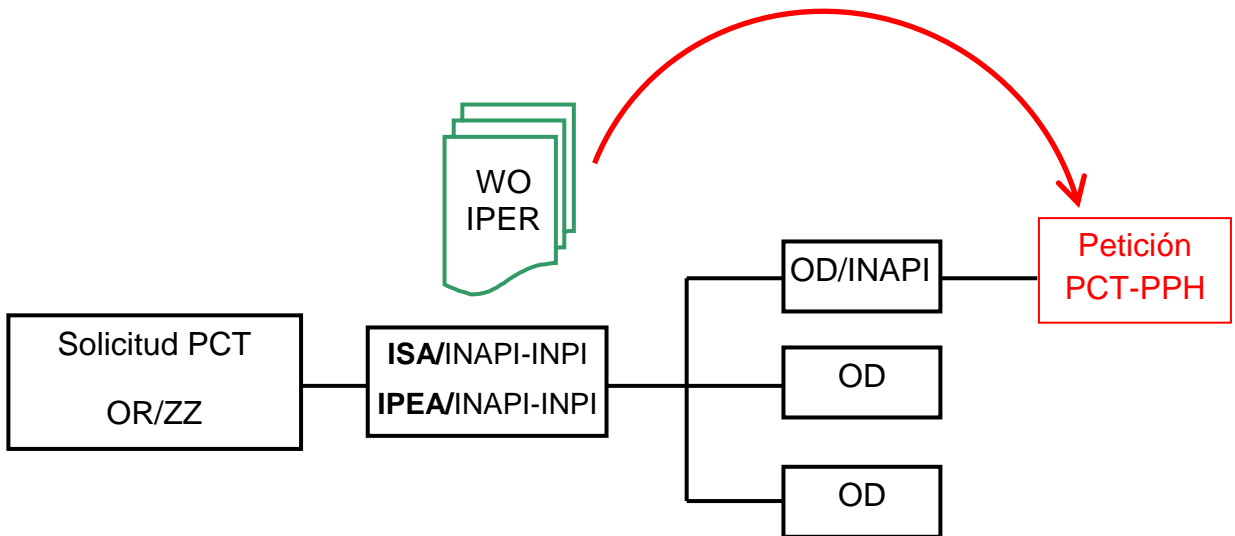 WO
IPER
Solicitud PCT
OR/ZZ
ISA/INAPI-INPI
IPEA/INAPI-INPI
OD/INAPI
OD
OD
Petición
PCT-PPH